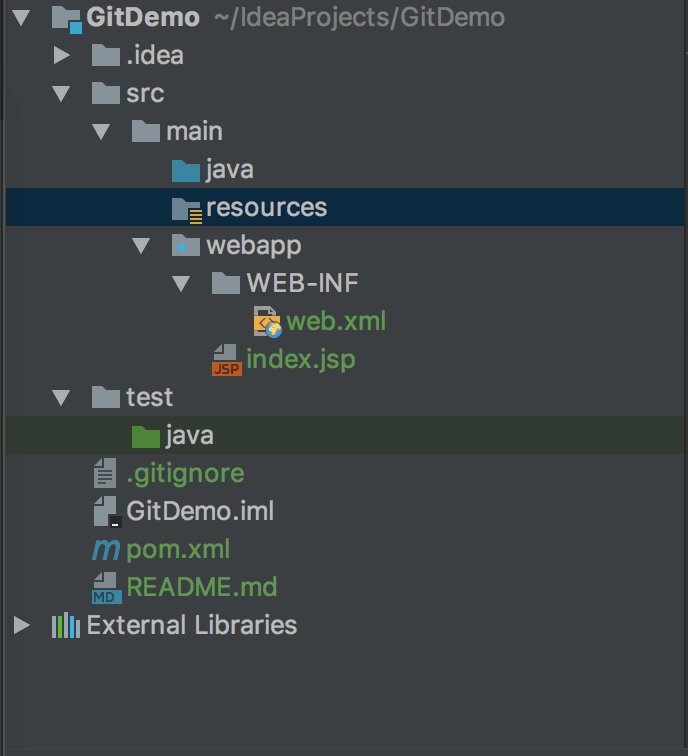 GitDemo ~/IdeaProjects/GitDemo
.idea
src
main
java
resources
webapp
WEB-INF
web.xml
JSP index.jsp
test
java
.gitignore
GitDemo.iml
m pom.xml
MD README.md
External Libraries